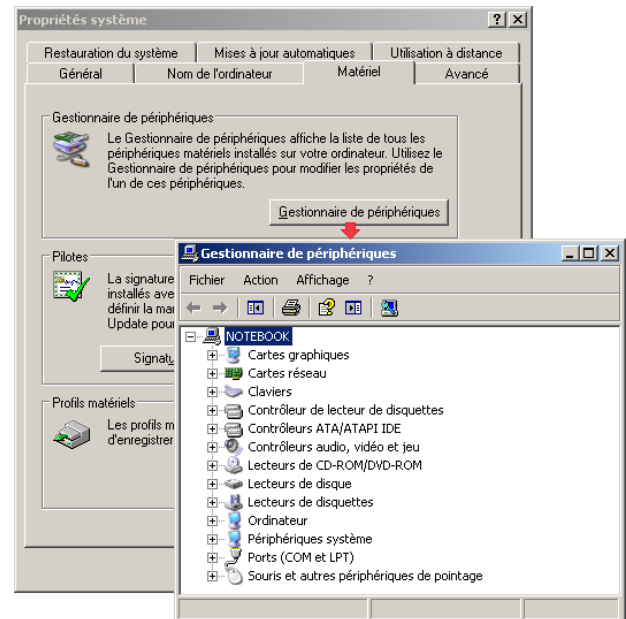 Propriétés système
Restauration du système
Mises à jour automatiques
Utilisation à distance
Général
Nom de l'ordinateur
Matériel
Avancé
Gestionnaire de périphériques
Le Gestionnaire de périphériques affiche la liste de tous les
périphériques matériels installés sur votre ordinateur. Utilisez le
Gestionnaire de périphériques pour modifier les propriétés de
l'un de ces périphériques.
Gestionnaire de périphériques
Pilotes
La signature
installés ave
définir la mar
Update pour
Signatu
Profils matériels
Les profils m
d'enregistrer
Gestionnaire de périphériques
Fichier Action Affichage ?
NOTEBOOK
Cartes graphiques
Cartes réseau
Claviers
Contrôleur de lecteur de disquettes
Contrôleurs ATA/ATAPI IDE
Contrôleurs audio, vidéo et jeu
Lecteurs de CD-ROM/DVD-ROM
Lecteurs de disque
Lecteurs de disquettes
Ordinateur
Périphériques système
Ports (COM et LPT)
Souris et autres périphériques de pointage